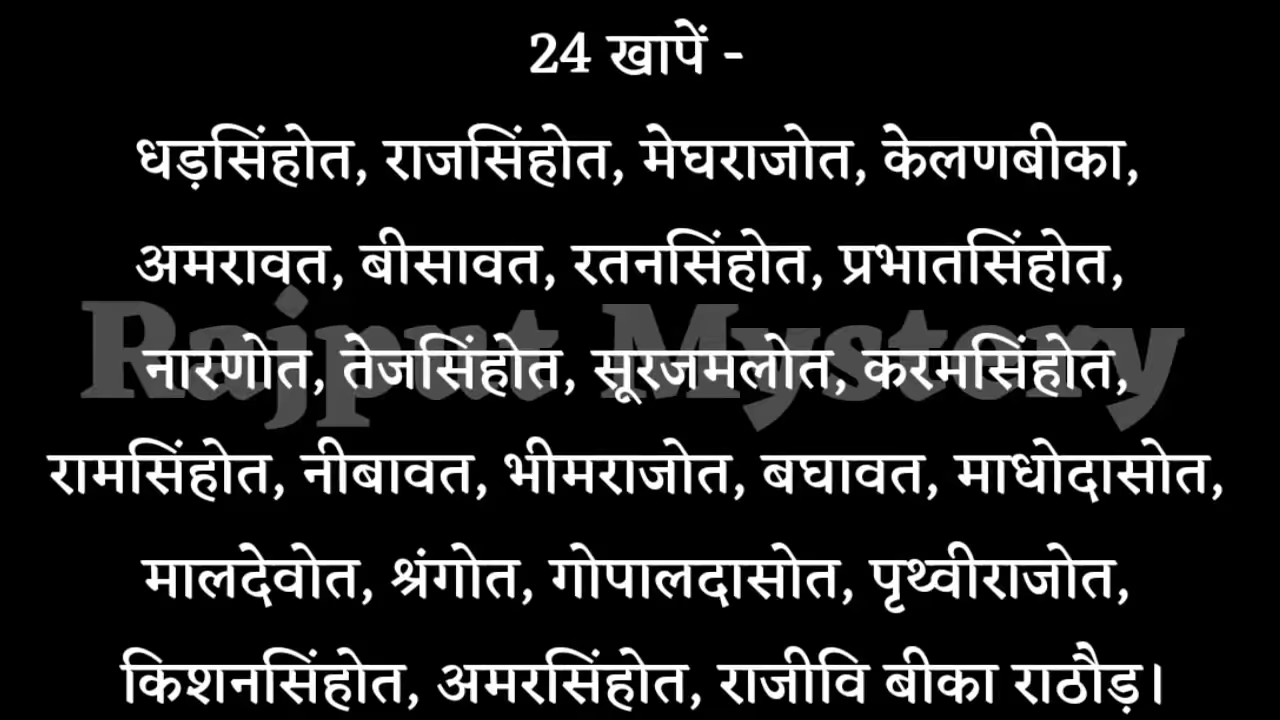 24 खापें -
धड़सिंहोत, राजसिंहोत, मेघराजोत, केलणबीका,
अमरावत, बीसावत, रतनसिंहोत, प्रभातसिंहोत,
Rajput Mystery
नारणोत, तेजसिंहोत, सूरजमलोत, करमसिंहोत,
रामसिंहोत, नीबावत, भीमराजोत, बघावत, माधोदासोत,
मालदेवोत, श्रंगोत, गोपालदासोत, पृथ्वीराजोत,
किशनसिंहोत, अमरसिंहोत, राजीवि बीका राठौड़।